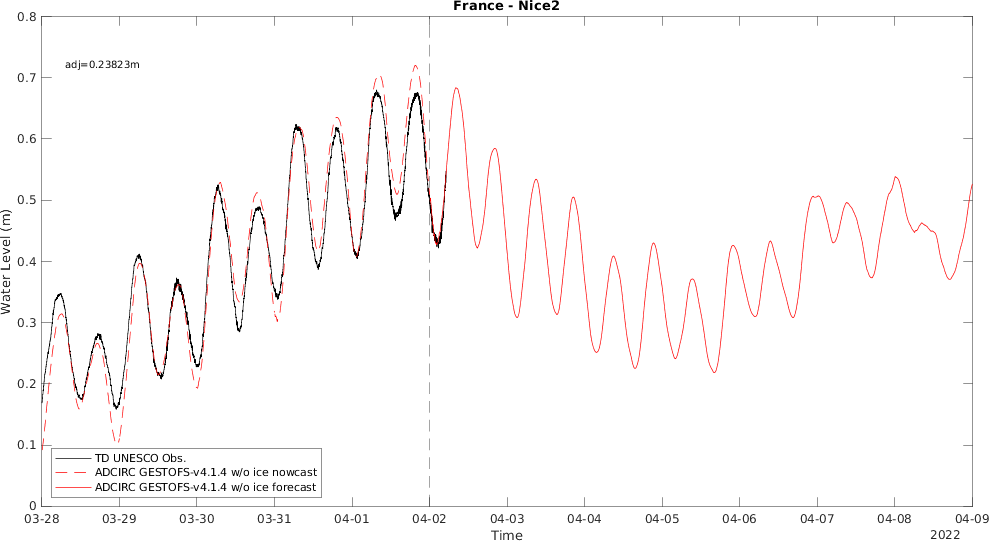 France - Nice2
adj=0.23823m
Water Level (m)
0.8
0.7
0.6
0.5
0.4
0.3
0.2
0.1
0
TD UNESCO Obs.
ADCIRC GESTOFS-v4.1.4 w/o ice nowcast
ADCIRC GESTOFS-v4.1.4 w/o ice forecast
03-28 03-29 03-30 03-31 04-01 04-02 04-03 04-04 04-05 04-06 04-07 04-08 04-09
Time
2022